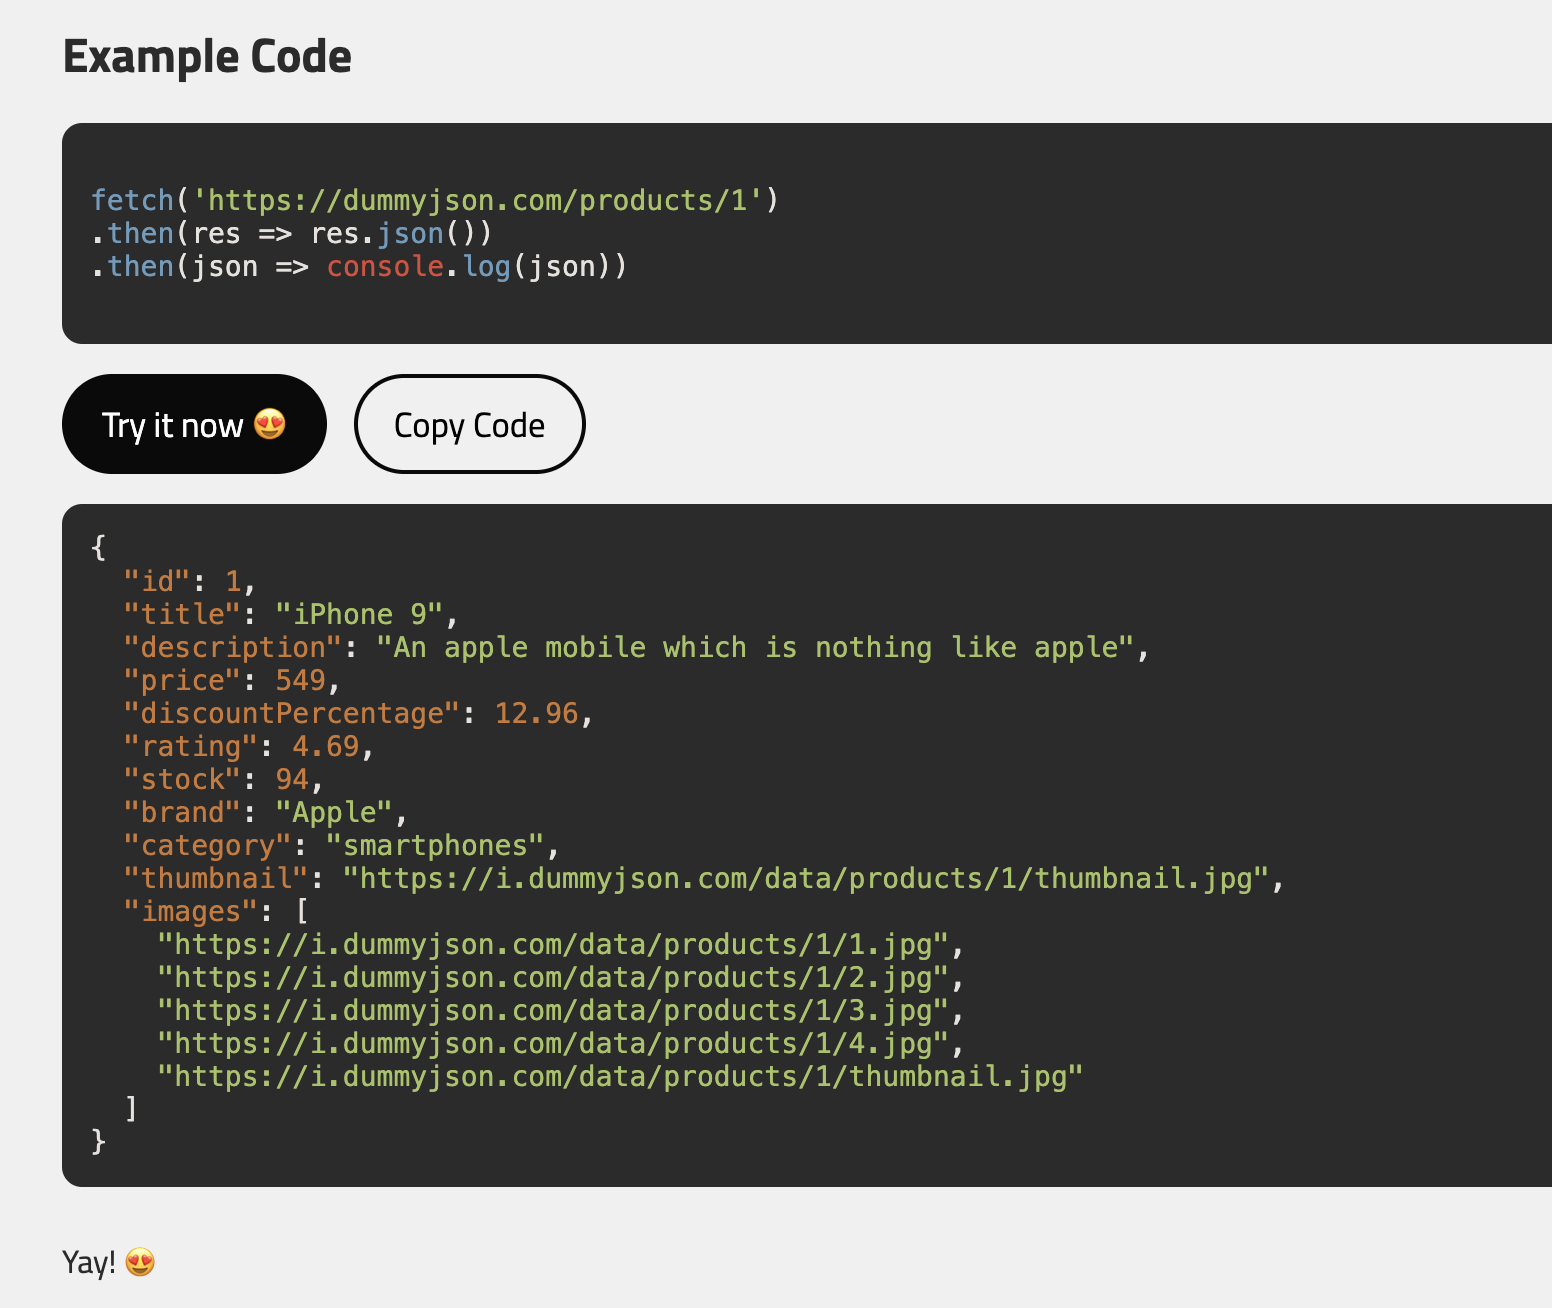 Example Code
fetch('https://dummyjson.com/products/1')
.then(res => res.json())
.then(json => console.log(json))
Try it now 😍
Copy Code
{
  "id": 1,
  "title": "iPhone 9",
  "description": "An apple mobile which is nothing like apple",
  "price": 549,
  "discountPercentage": 12.96,
  "rating": 4.69,
  "stock": 94,
  "brand": "Apple",
  "category": "smartphones",
  "thumbnail": "https://i.dummyjson.com/data/products/1/thumbnail.jpg",
  "images": [
    "https://i.dummyjson.com/data/products/1/1.jpg",
    "https://i.dummyjson.com/data/products/1/2.jpg",
    "https://i.dummyjson.com/data/products/1/3.jpg",
    "https://i.dummyjson.com/data/products/1/4.jpg",
    "https://i.dummyjson.com/data/products/1/thumbnail.jpg"
  ]
}
Yay! 😍